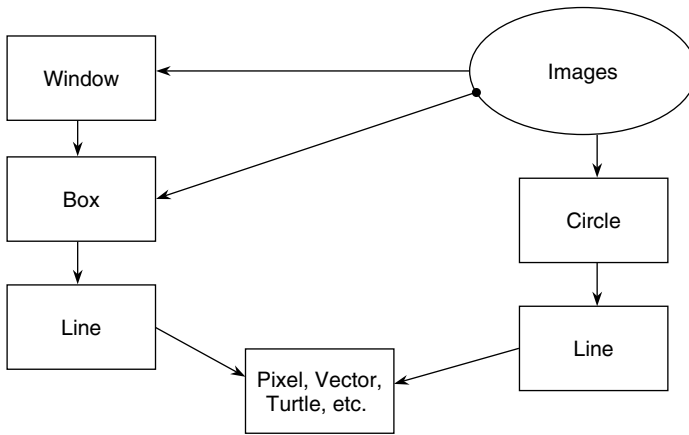 Window
Images
Box
Circle
Line
Line
Pixel, Vector,
Turtle, etc.